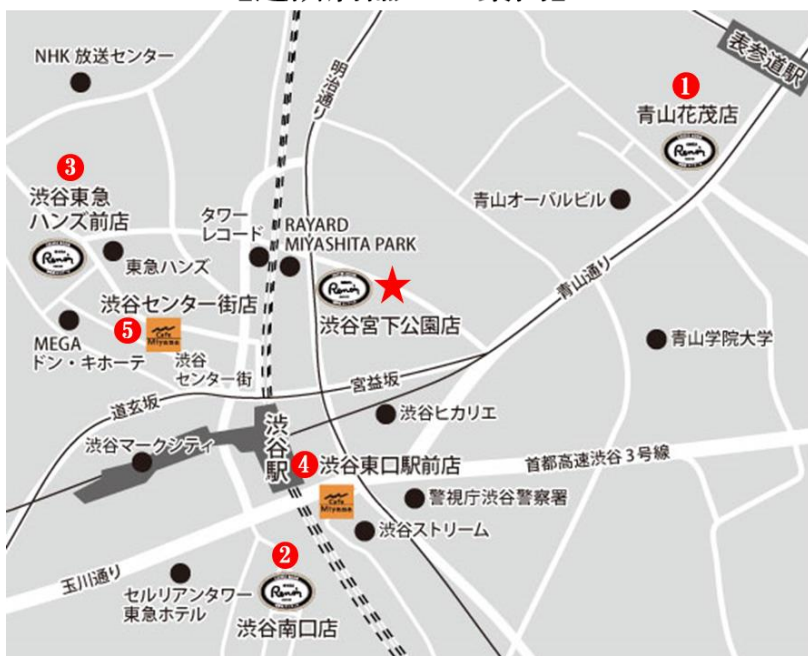 NHK 放送センター
明治通り
表参道駅
1
青山花茂店
Renoir
3
渋谷東急
ハンズ前店
Renoir
東急ハンズ
タワー
レコード
RAYARD
MIYASHITA PARK
青山オーバルビル
青山通り
Renoir
渋谷宮下公園店
渋谷センター街店
5
Cafe
Miyama
MEGA
ドン・キホーテ
渋谷
センター街
青山学院大学
宮益坂
道玄坂
渋谷ヒカリエ
渋谷マークシティ
渋谷駅
4
渋谷東口駅前店
Cafe
Miyama
首都高速渋谷3号線
警視庁渋谷警察署
渋谷ストリーム
2
Renoir
渋谷南口店
玉川通り
セルリアンタワー
東急ホテル